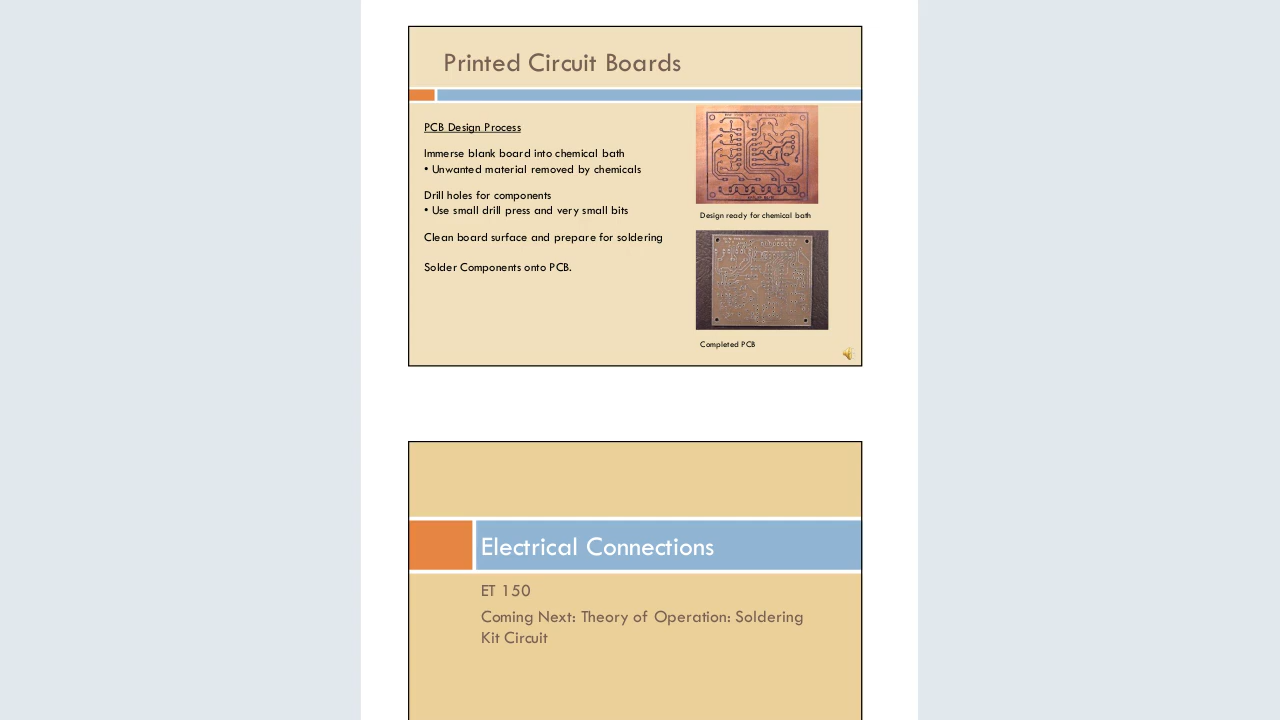 Printed Circuit Boards
PCB Design Process
Immerse blank board into chemical bath
• Unwanted material removed by chemicals
Drill holes for components
• Use small drill press and very small bits
Clean board surface and prepare for soldering
Solder Components onto PCB.
Design ready for chemical bath
Completed PCB
Electrical Connections
ET 150
Coming Next: Theory of Operation: Soldering
Kit Circuit